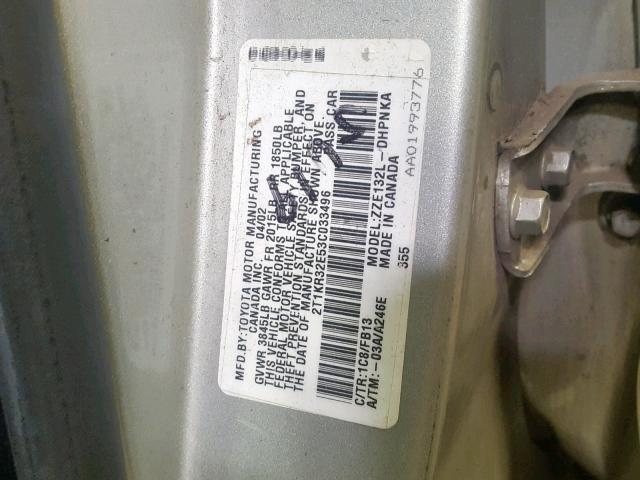 MFD.BY:TOYOTA MOTOR MANUFACTURING
CANADA INC. 04/02
GVWR 3845LB GAWR FR 2015LB RR 1850LB
THIS VEHICLE CONFORMS TO ALL APPLICABLE
FEDERAL MOTOR VEHICLE SAFETY, BUMPER, AND
THEFT PREVENTION STANDARDS IN EFFECT ON
THE DATE OF MANUFACTURE SHOWN ABOVE.
2T1KR32E53C033496 PASS. CAR
C/TR:1C8/FB13 MODEL:ZZE132L-DHPNKA
A/TM:-03A/A246E MADE IN CANADA
355
AA01993776